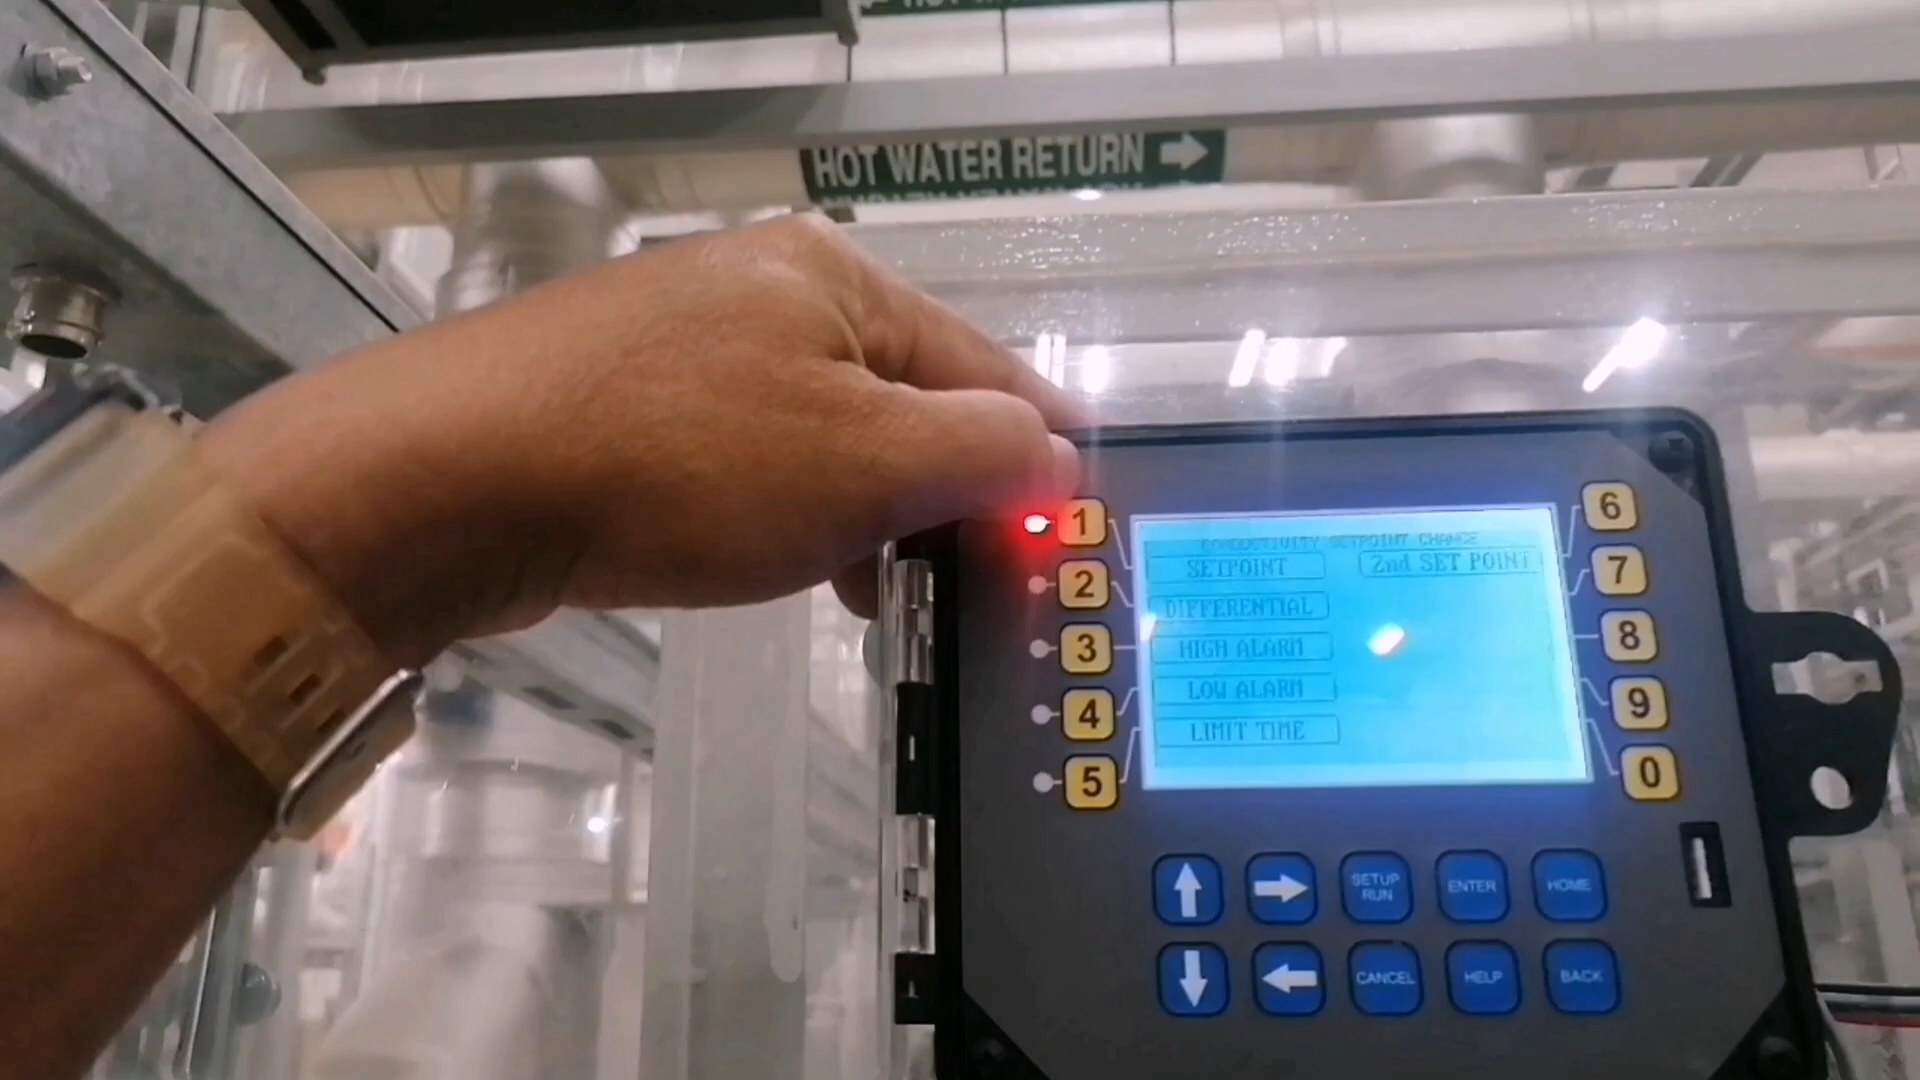 HOT WATER RETURN
CONDUCTIVITY SETPOINT CHANGE
SETPOINT
2nd SET POINT
DIFFERENTIAL
HIGH ALARM
LOW ALARM
LIMIT TIME
1
2
3
4
5
6
7
8
9
0
SETUP
RUN
ENTER
HOME
CANCEL
HELP
BACK